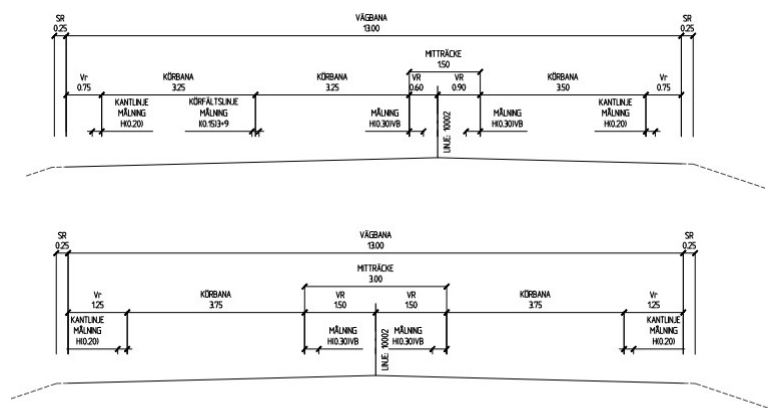 SR
0.25
VÄGBANA
13.00
SR
0.25
MITTRÄCKE
1.50
Vr
0.75
KÖRBANA
3.25
KÖRBANA
3.25
VR
0.60
VR
0.90
KÖRBANA
3.50
Vr
0.75
KANTLINJE
MÅLNING
H(0.20)
KÖRFÄLTSLINJE
MÅLNING
I(0.15)3+9
MÅLNING
H(0.30)VB
LINJE: 10002
MÅLNING
H(0.30)VB
KANTLINJE
MÅLNING
H(0.20)
SR
0.25
VÄGBANA
13.00
SR
0.25
MITTRÄCKE
3.00
Vr
1.25
KÖRBANA
3.75
VR
1.50
VR
1.50
KÖRBANA
3.75
Vr
1.25
KANTLINJE
MÅLNING
H(0.20)
MÅLNING
H(0.30)VB
LINJE: 10002
MÅLNING
H(0.30)VB
KANTLINJE
MÅLNING
H(0.20)